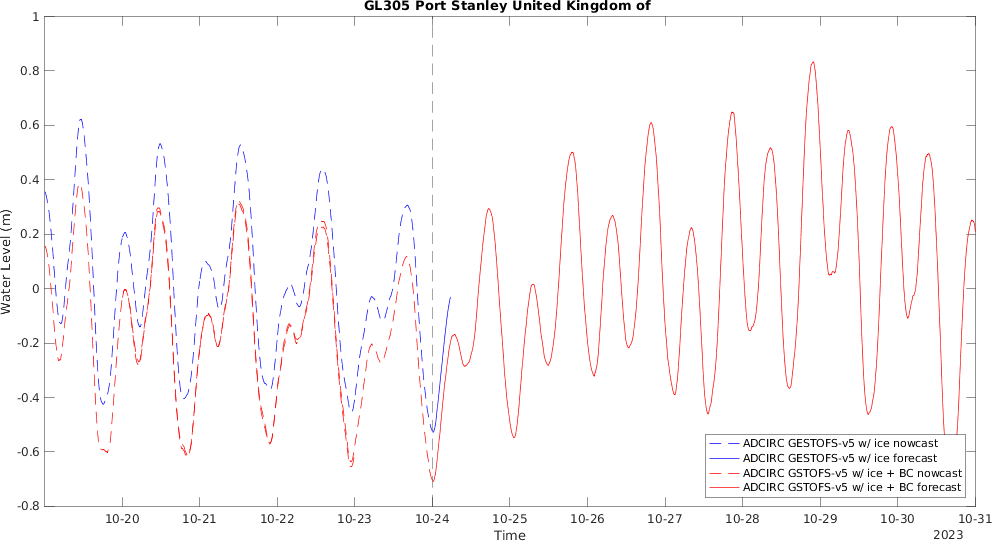 GL305 Port Stanley United Kingdom of
1
0.8
0.6
0.4
0.2
0
-0.2
-0.4
-0.6
-0.8
Water Level (m)
ADCIRC GESTOFS-v5 w/ ice nowcast
ADCIRC GESTOFS-v5 w/ ice forecast
ADCIRC GSTOFS-v5 w/ ice + BC nowcast
ADCIRC GSTOFS-v5 w/ ice + BC forecast
10-20 10-21 10-22 10-23 10-24 10-25 10-26 10-27 10-28 10-29 10-30 10-31
Time
2023